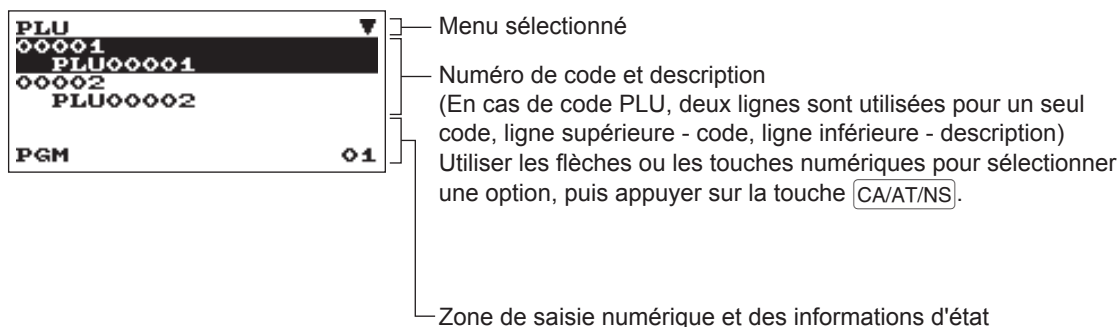 PLU ▼
00001
PLU00001
00002
PLU00002
PGM 01
Menu sélectionné
Numéro de code et description
(En cas de code PLU, deux lignes sont utilisées pour un seul
code, ligne supérieure - code, ligne inférieure - description)
Utiliser les flèches ou les touches numériques pour sélectionner
une option, puis appuyer sur la touche CA/AT/NS.
Zone de saisie numérique et des informations d'état